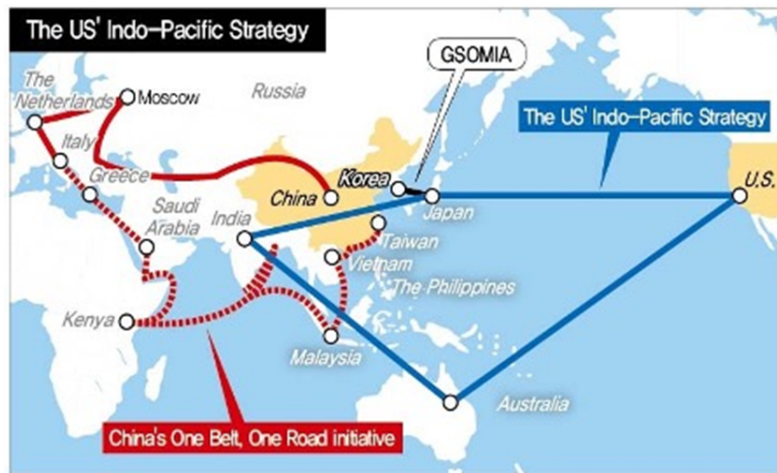 The US' Indo-Pacific Strategy
GSOMIA
The
Netherlands
Moscow
Russia
The US' Indo-Pacific Strategy
Italy
Greece
Korea
China
Japan
U.S.
Saudi
Arabia
India
Taiwan
Vietnam
The Philippines
Kenya
Malaysia
Australia
China's One Belt, One Road initiative